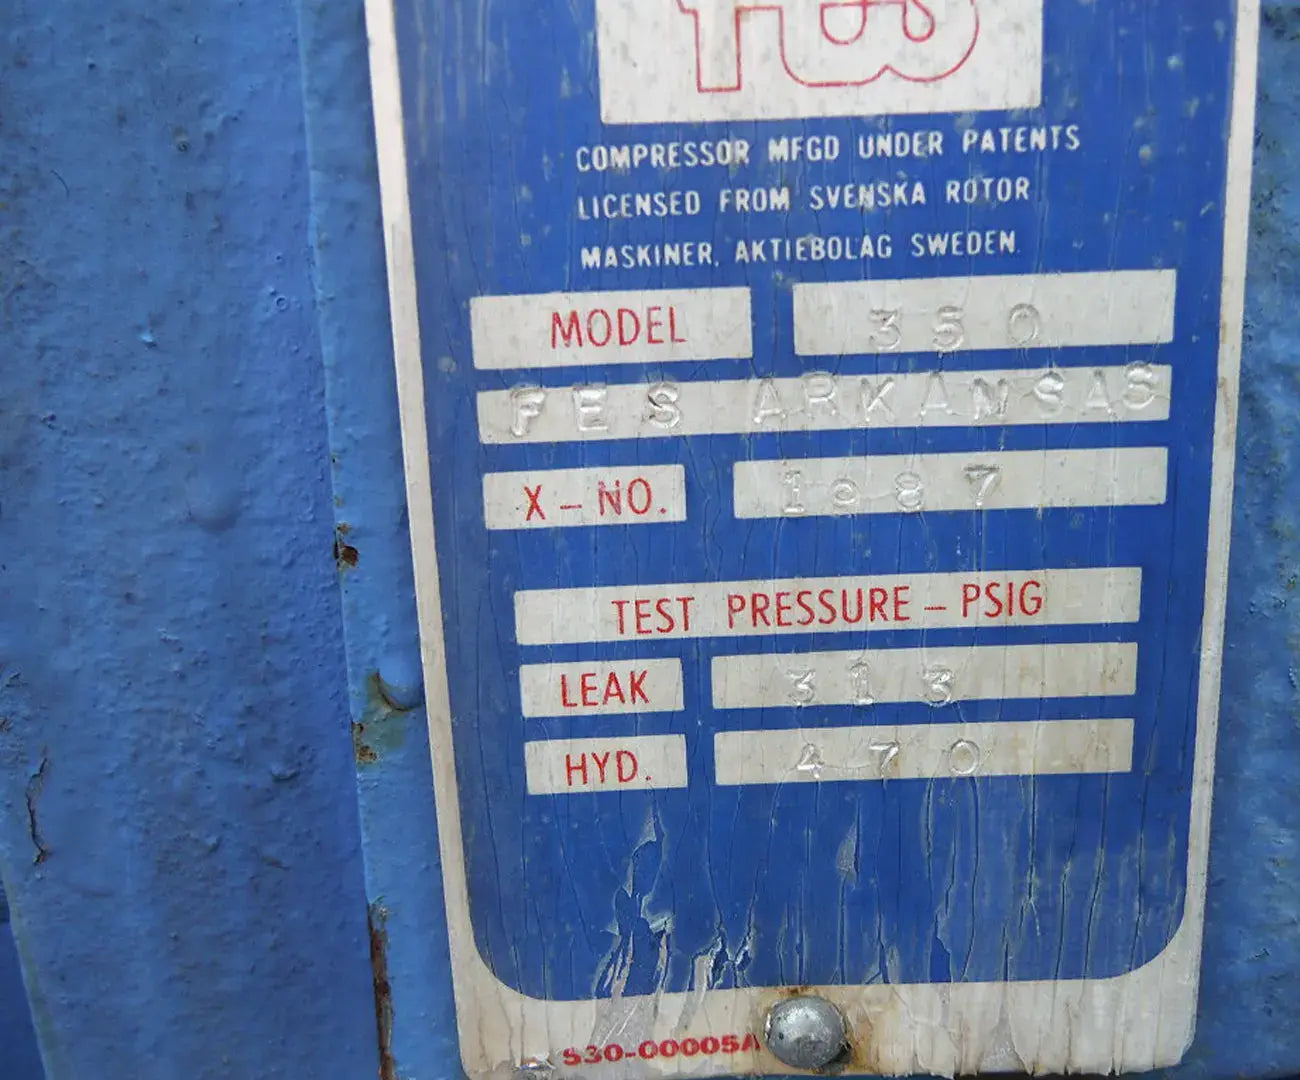 COMPRESSOR MFGD UNDER PATENTS
LICENSED FROM SVENSKA ROTOR
MASKINER, AKTIEBOLAG SWEDEN.
MODEL 350
FES ARKANSAS
X-NO. 1987
TEST PRESSURE - PSIG
LEAK 313
HYD. 470
S30-00005A